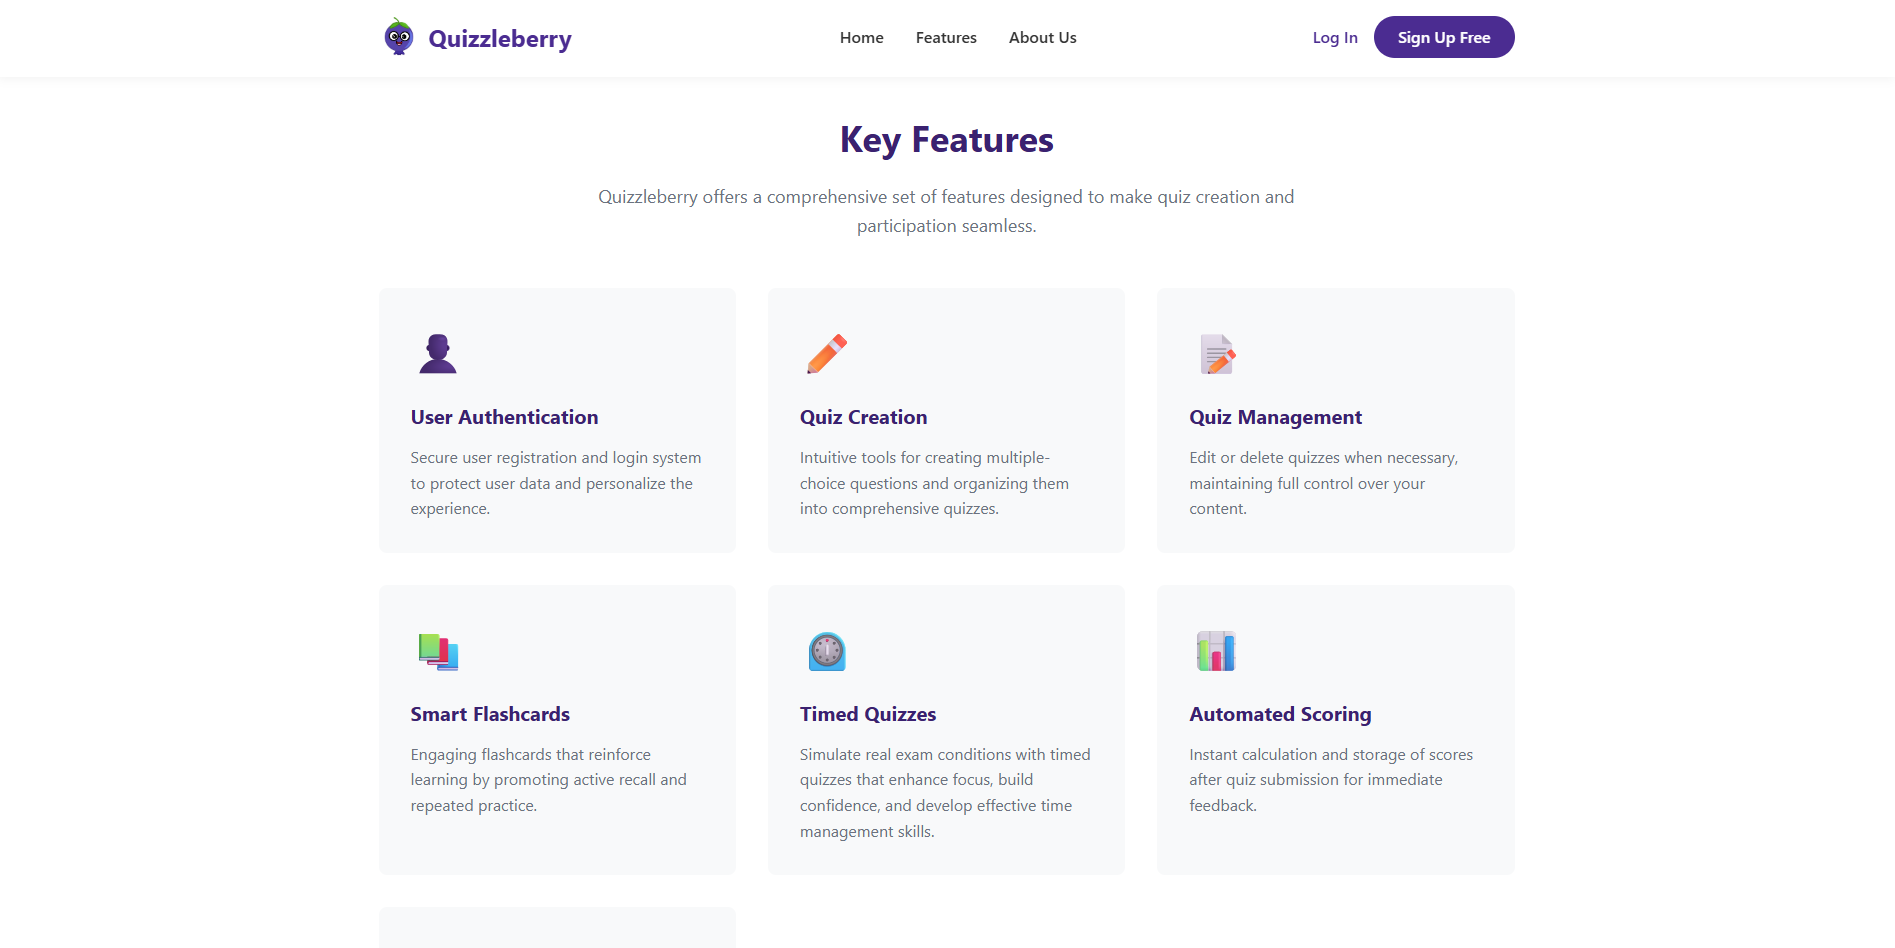 Quizzleberry
Home
Features
About Us
Log In
Sign Up Free
Key Features
Quizzleberry offers a comprehensive set of features designed to make quiz creation and
participation seamless.
User Authentication
Secure user registration and login system
to protect user data and personalize the
experience.
Quiz Creation
Intuitive tools for creating multiple-
choice questions and organizing them
into comprehensive quizzes.
Quiz Management
Edit or delete quizzes when necessary,
maintaining full control over your
content.
Smart Flashcards
Engaging flashcards that reinforce
learning by promoting active recall and
repeated practice.
Timed Quizzes
Simulate real exam conditions with timed
quizzes that enhance focus, build
confidence, and develop effective time
management skills.
Automated Scoring
Instant calculation and storage of scores
after quiz submission for immediate
feedback.